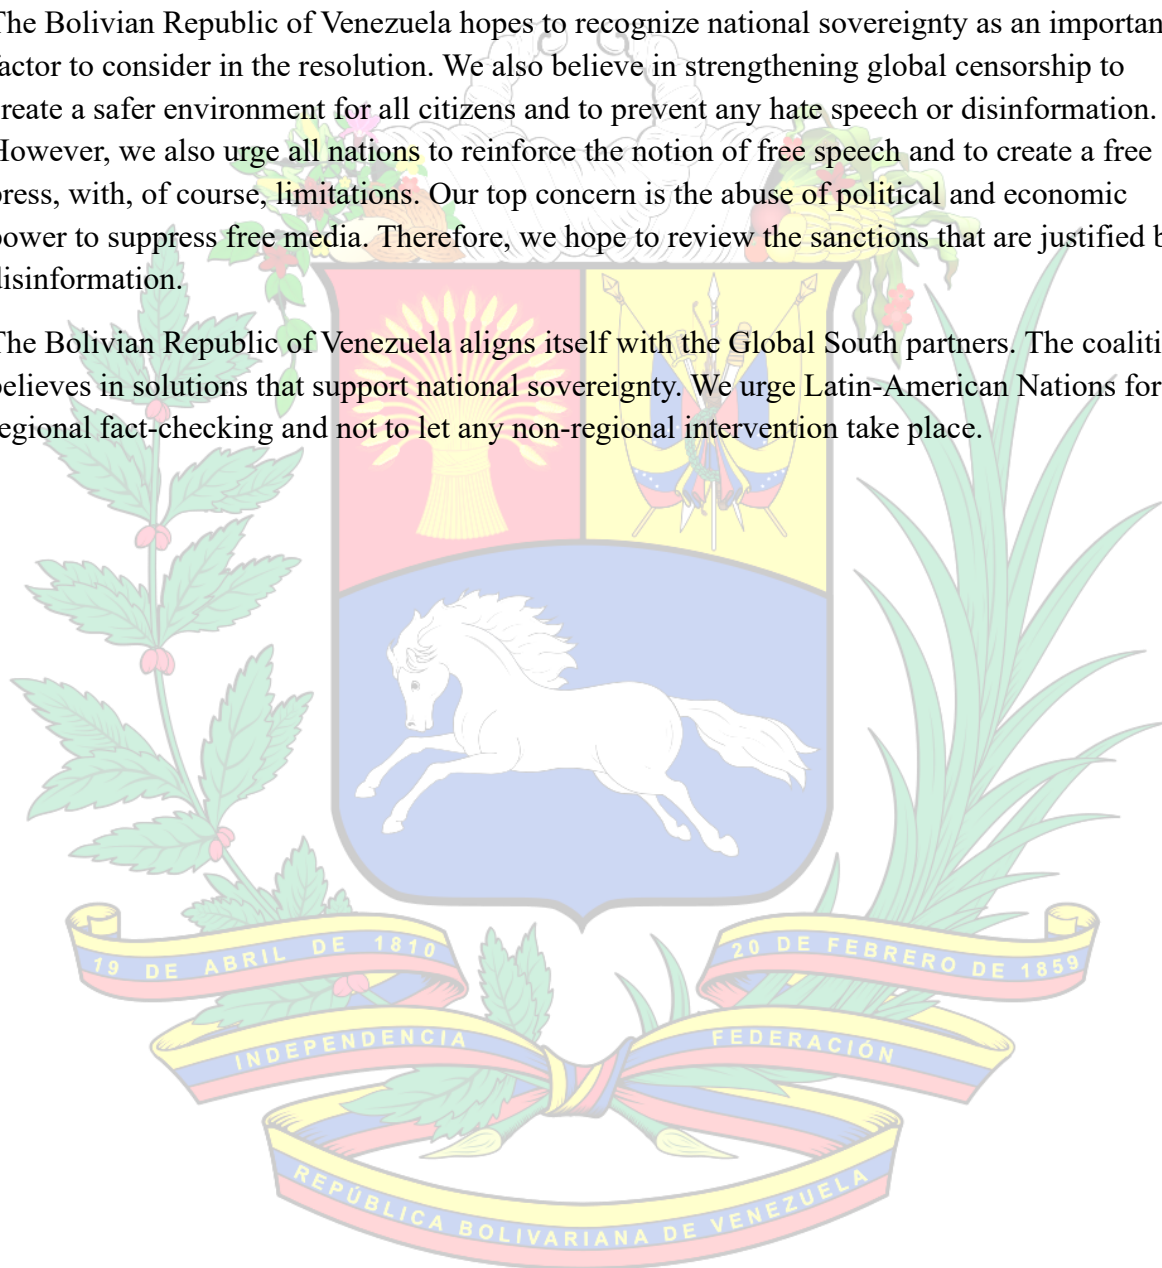 The Bolivian Republic of Venezuela hopes to recognize national sovereignty as an importan
factor to consider in the resolution. We also believe in strengthening global censorship to
create a safer environment for all citizens and to prevent any hate speech or disinformation.
However, we also urge all nations to reinforce the notion of free speech and to create a free
press, with, of course, limitations. Our top concern is the abuse of political and economic
power to suppress free media. Therefore, we hope to review the sanctions that are justified b
disinformation.
The Bolivian Republic of Venezuela aligns itself with the Global South partners. The coaliti
believes in solutions that support national sovereignty. We urge Latin-American Nations for
regional fact-checking and not to let any non-regional intervention take place.
19 DE ABRIL DE 1810
20 DE FEBRERO DE 1859
INDEPENDENCIA
FEDERACIÓN
REPÚBLICA BOLIVARIANA DE VENEZUELA